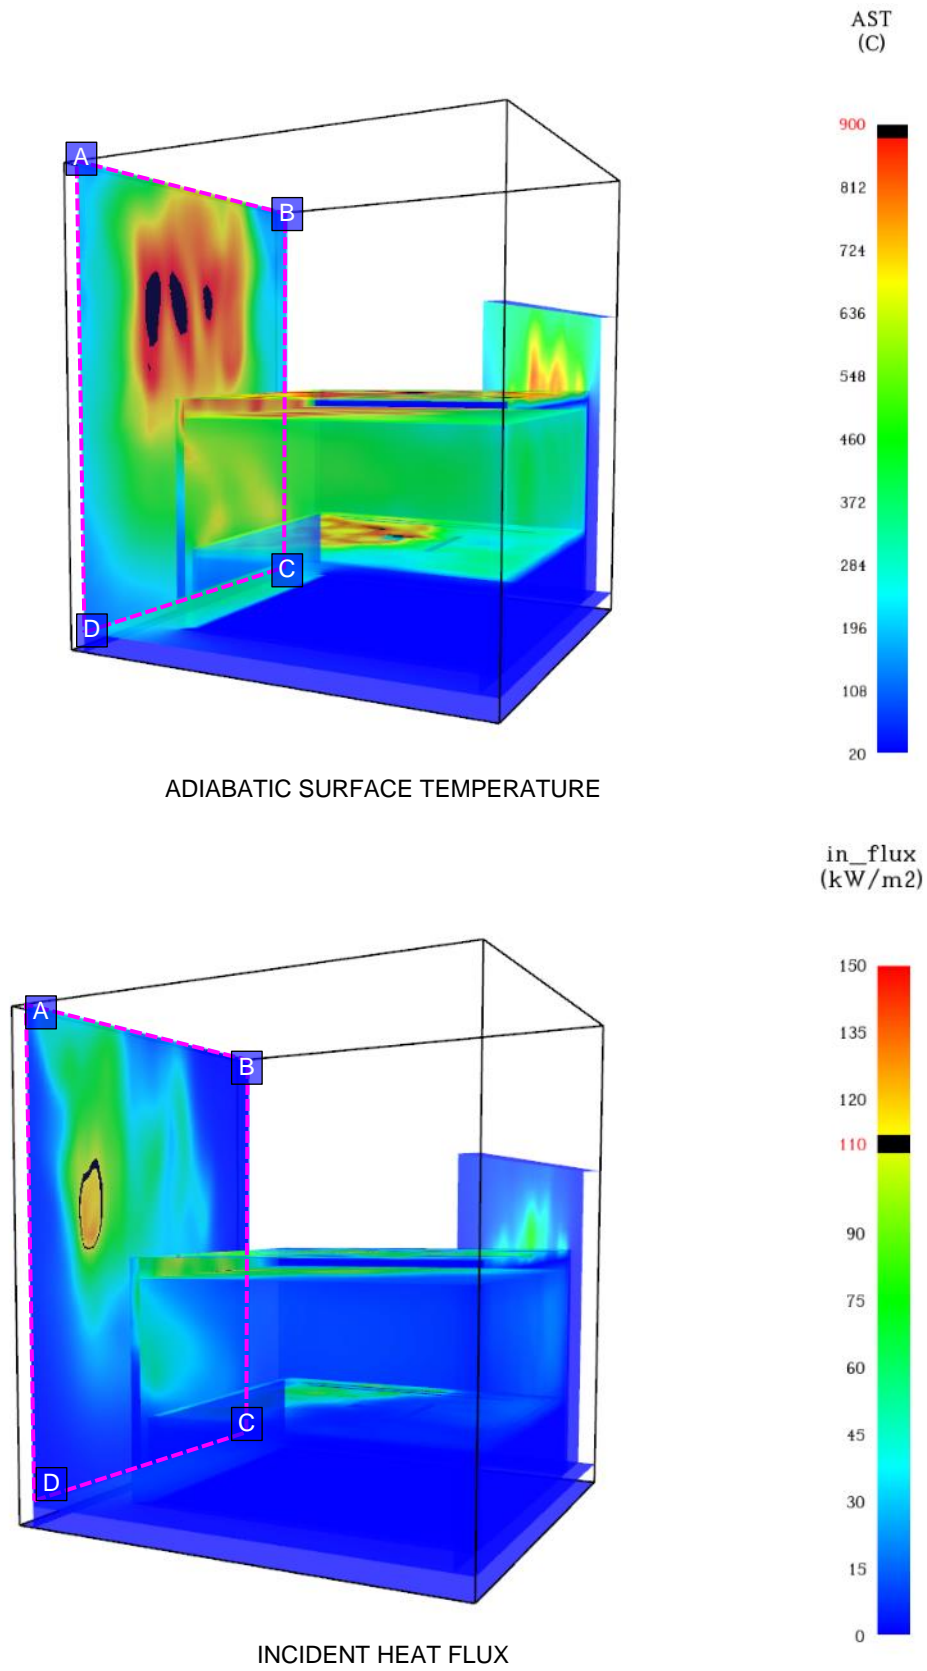 AST
(C)
900
812
724
636
548
460
372
284
196
108
20
A
B
C
D
ADIABATIC SURFACE TEMPERATURE
in_flux
(kW/m2)
150
135
120
110
90
75
60
45
30
15
0
A
B
C
D
INCIDENT HEAT FLUX